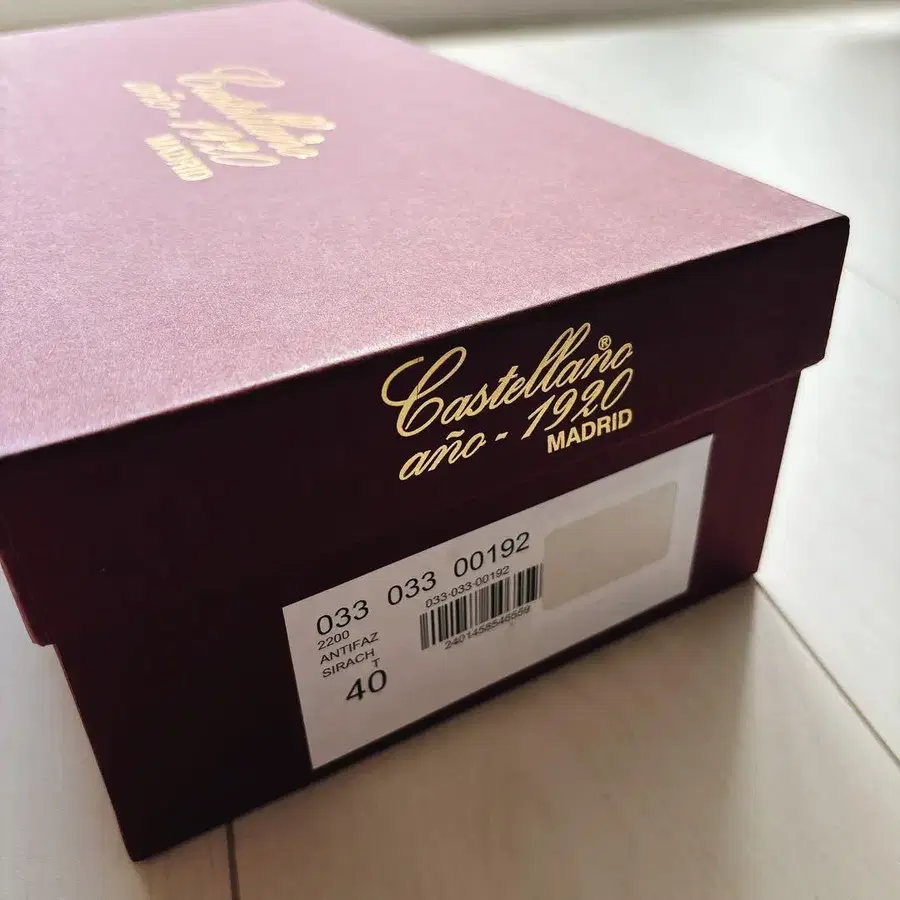 Castellano
año - 1920
MADRID
Castellano®
año - 1920
MADRID
033 033 00192
2200
033-033-00192
ANTIFAZ
SIRACH
2401458546559
T
40